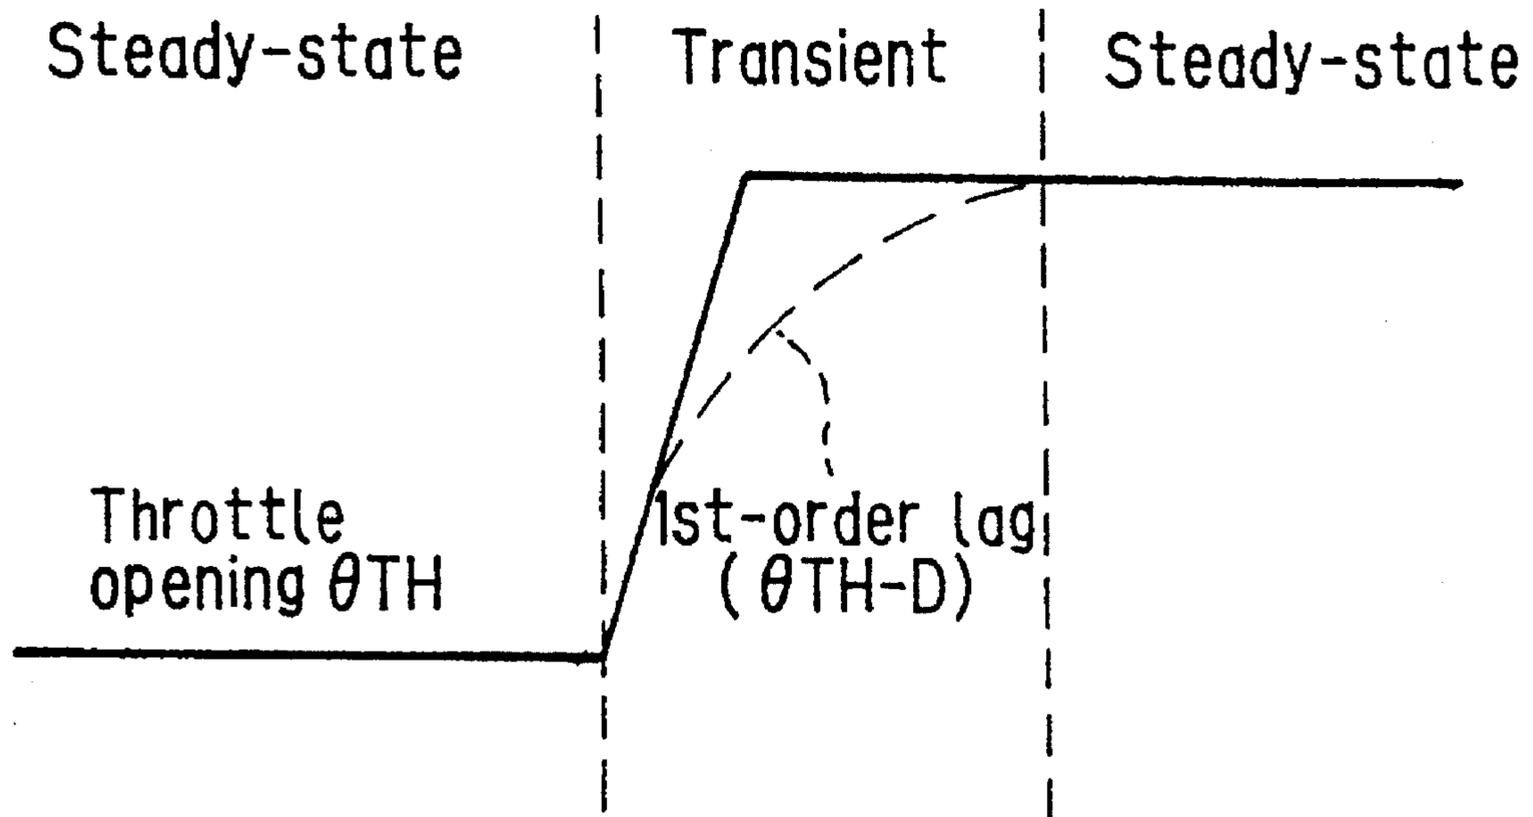 Steady-state
Transient
Steady-state
Throttle
opening θTH
1st-order lag
(θTH-D)